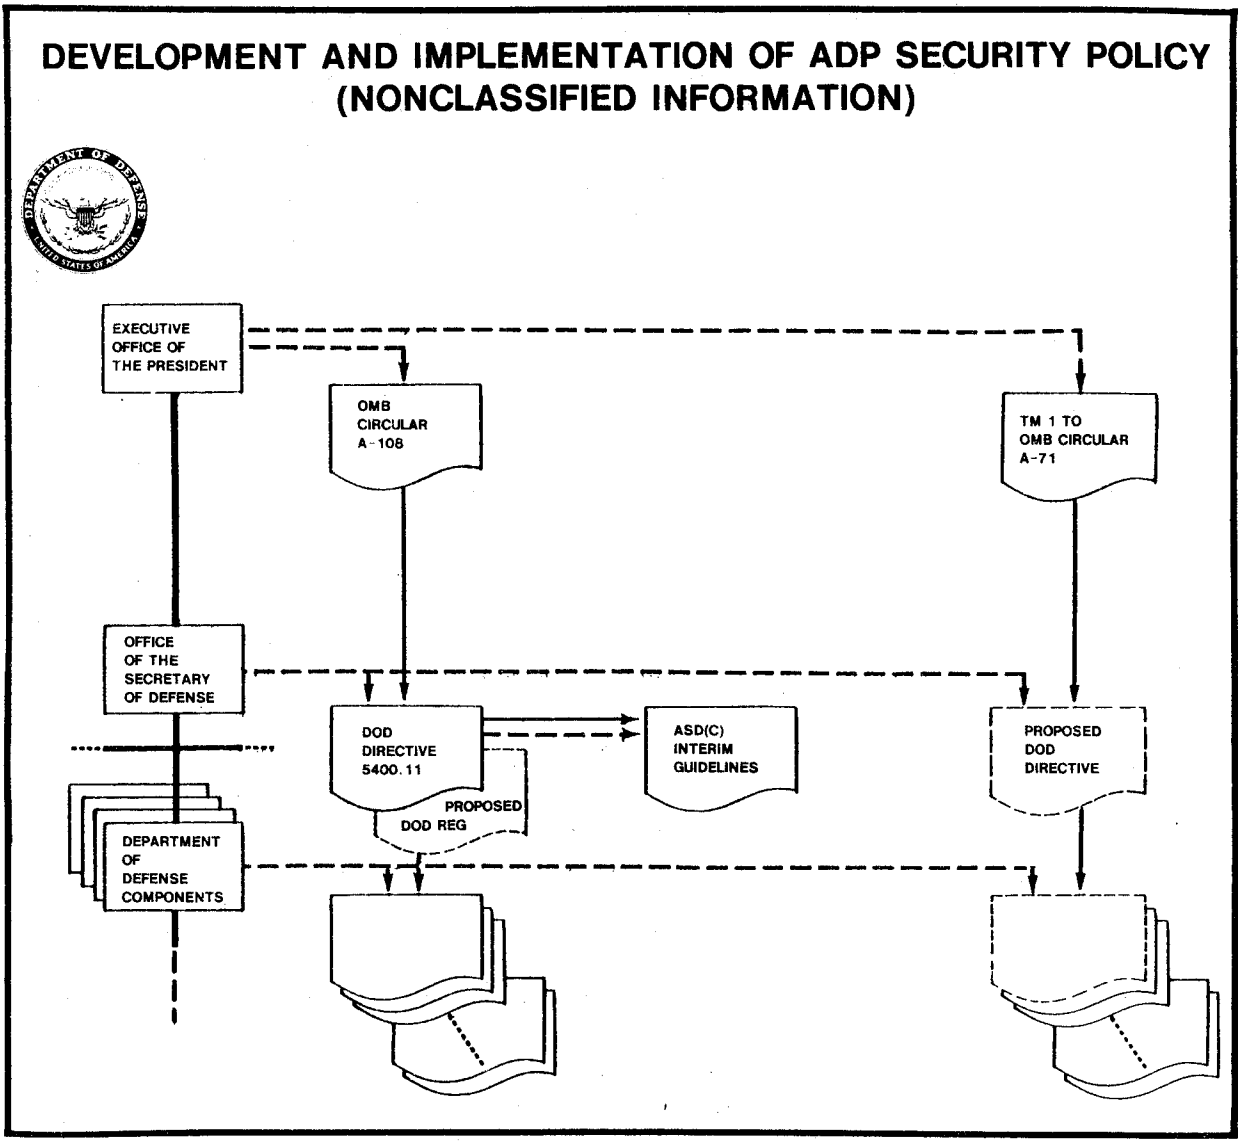 DEVELOPMENT AND IMPLEMENTATION OF ADP SECURITY POLICY
(NONCLASSIFIED INFORMATION)
DEPARTMENT OF DEFENSE
UNITED STATES OF AMERICA
EXECUTIVE
OFFICE OF
THE PRESIDENT
OMB
CIRCULAR
A-108
TM 1 TO
OMB CIRCULAR
A-71
OFFICE
OF THE
SECRETARY
OF DEFENSE
DOD
DIRECTIVE
5400.11
PROPOSED
DOD REG
ASD(C)
INTERIM
GUIDELINES
PROPOSED
DOD
DIRECTIVE
DEPARTMENT
OF
DEFENSE
COMPONENTS